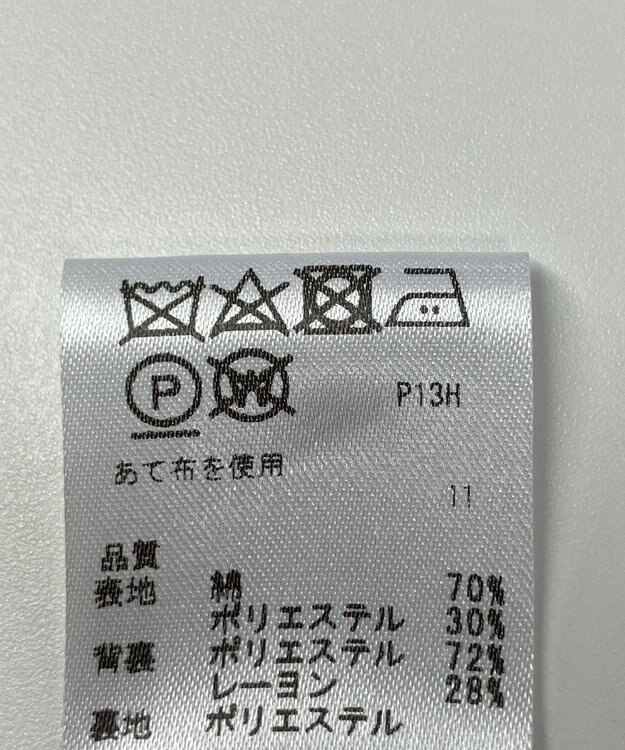 P
W
P13H
あて布を使用
11
品質
表地 綿 70%
ポリエステル 30%
背裏 ポリエステル 72%
レーヨン 28%
裏地 ポリエステル